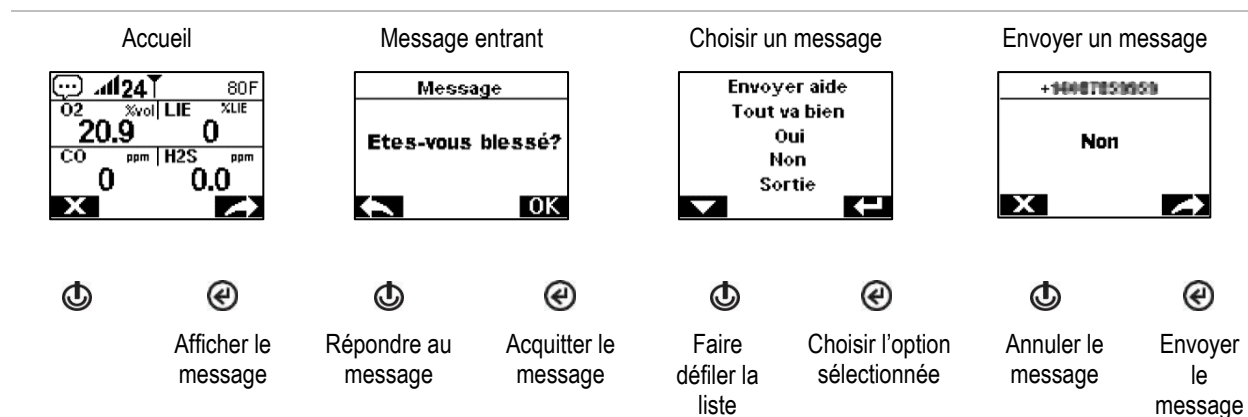 Accueil
Message entrant
Choisir un message
Envoyer un message
24 80F
O2 %vol LIE %LIE
20.9 0
CO ppm H2S ppm
0 0.0
X
Message
Etes-vous blessé?
OK
Envoyer aide
Tout va bien
Oui
Non
Sortie
Non
X
Afficher le
message
Répondre au
message
Acquitter le
message
Faire
défiler la
liste
Choisir l’option
sélectionnée
Annuler le
message
Envoyer
le
message